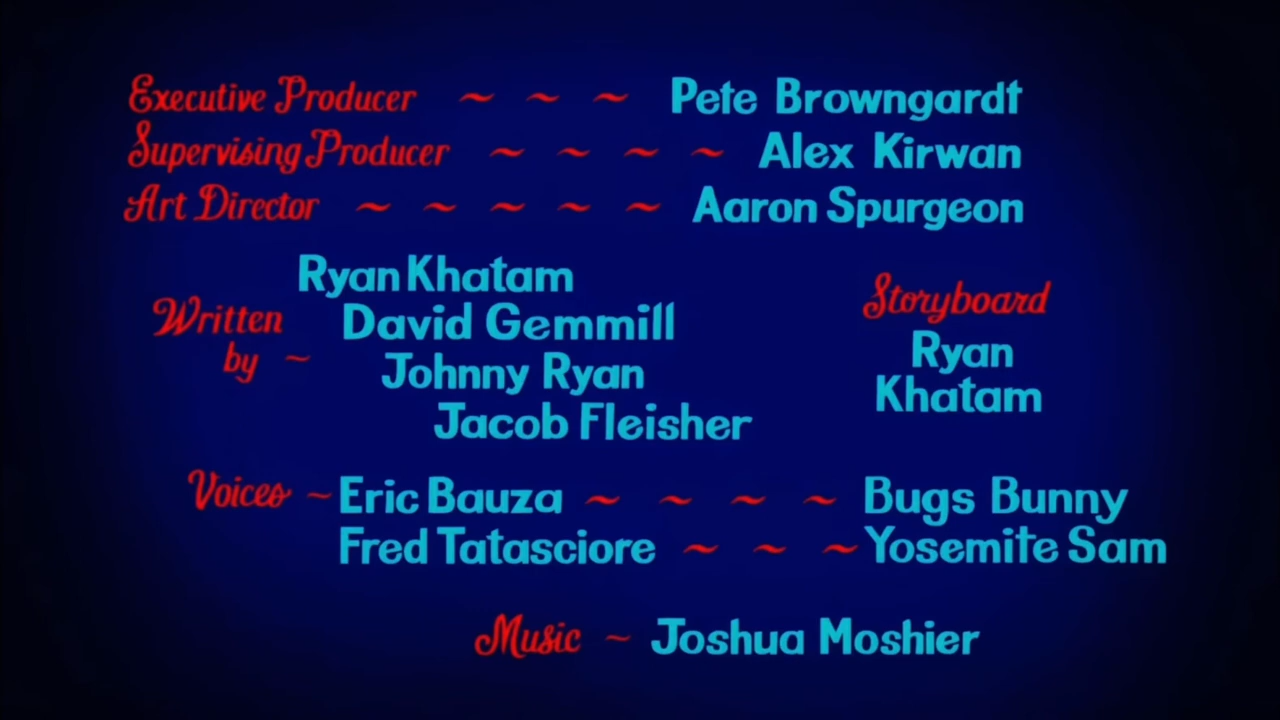 Executive Producer ~ ~ ~ Pete Browngardt
Supervising Producer ~ ~ ~ ~ Alex Kirwan
Art Director ~ ~ ~ ~ ~ Aaron Spurgeon
Written
by ~
Ryan Khatam
David Gemmill
Johnny Ryan
Jacob Fleisher
Storyboard
Ryan
Khatam
Voices ~ Eric Bauza ~ ~ ~ ~ Bugs Bunny
Fred Tatasciore ~ ~ ~ Yosemite Sam
Music ~ Joshua Moshier